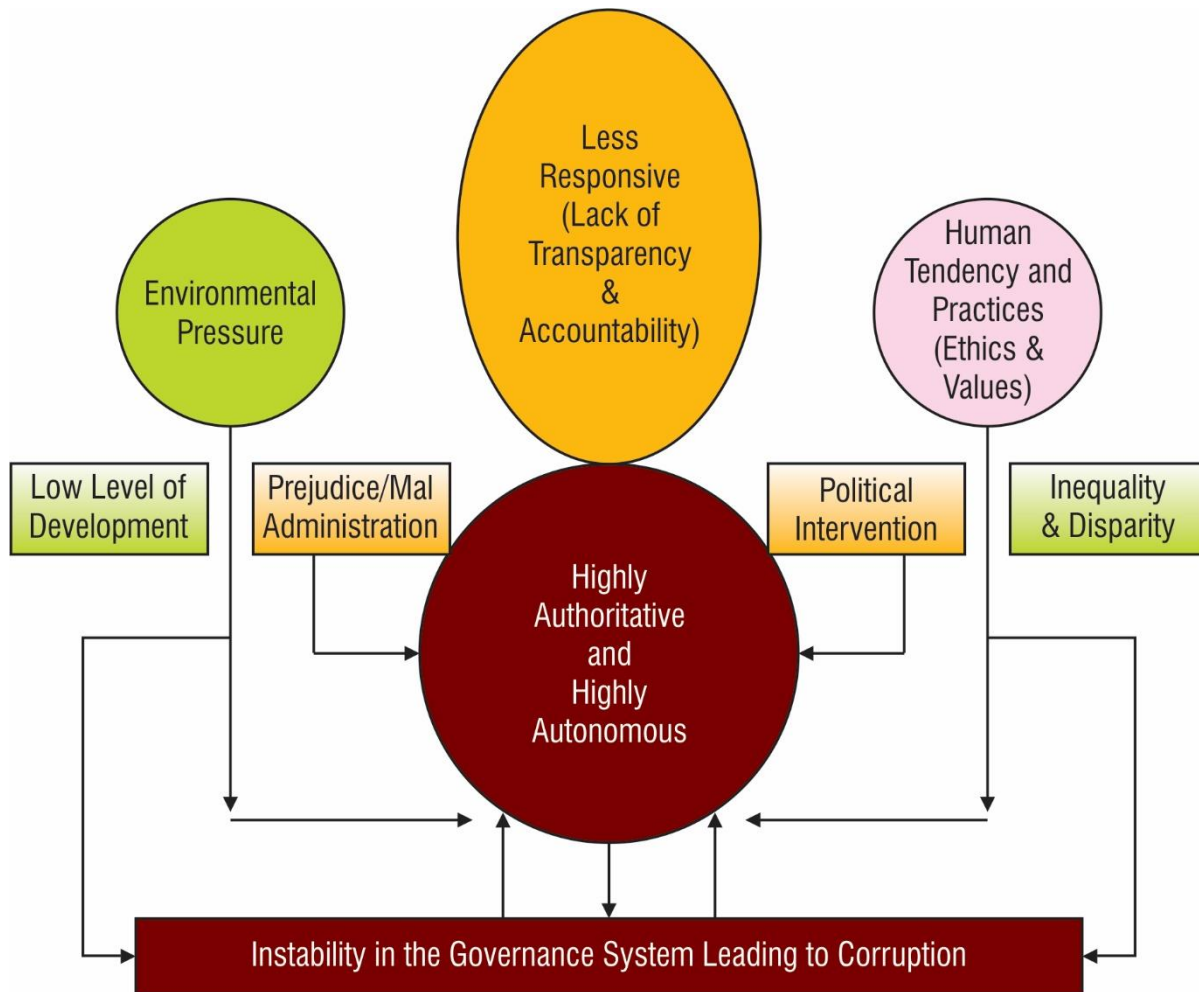 Less
Responsive
(Lack of
Transparency
&
Accountability)
Environmental
Pressure
Human
Tendency and
Practices
(Ethics &
Values)
Low Level of
Development
Prejudice/Mal
Administration
Political
Intervention
Inequality
& Disparity
Highly
Authoritative
and
Highly
Autonomous
Instability in the Governance System Leading to Corruption